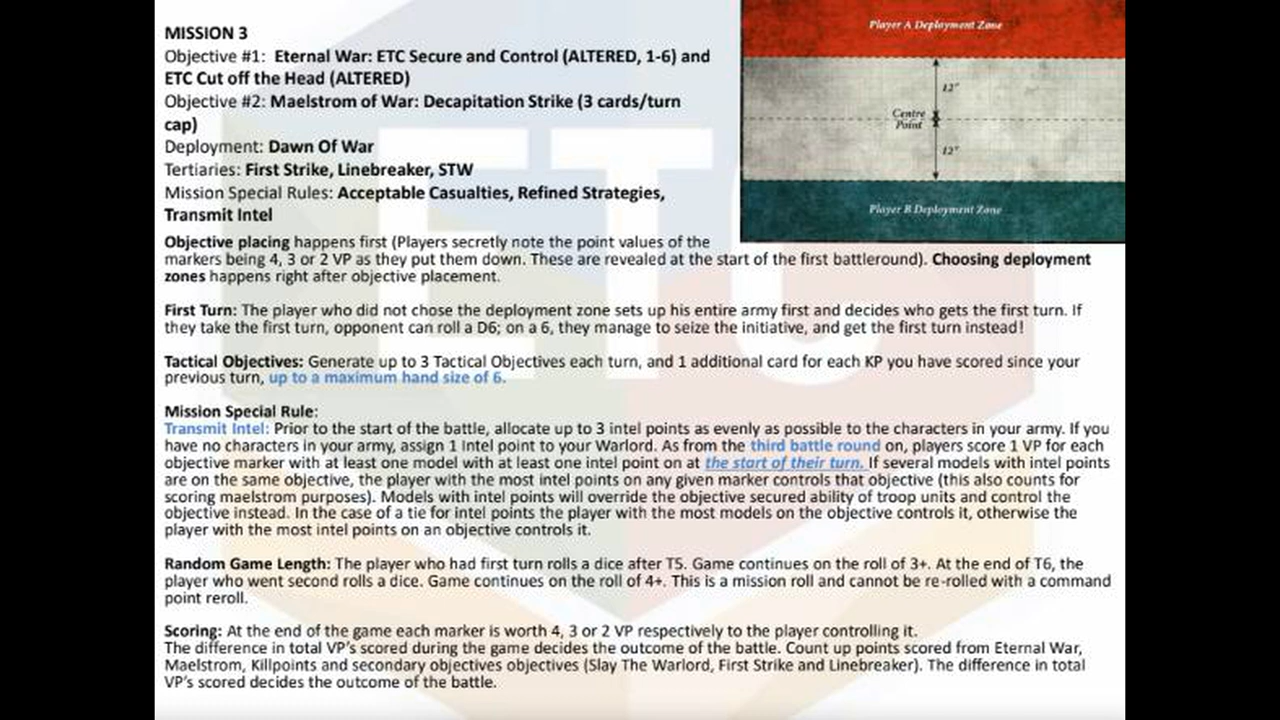 MISSION 3
Objective #1: Eternal War: ETC Secure and Control (ALTERED, 1-6) and
ETC Cut off the Head (ALTERED)
Objective #2: Maelstrom of War: Decapitation Strike (3 cards/turn
cap)
Deployment: Dawn Of War
Tertiaries: First Strike, Linebreaker, STW
Mission Special Rules: Acceptable Casualties, Refined Strategies,
Transmit Intel
Player A Deployment Zone
12"
Centre
Point
12"
Player B Deployment Zone
Objective placing happens first (Players secretly note the point values of the
markers being 4, 3 or 2 VP as they put them down. These are revealed at the start of the first battleround). Choosing deployment
zones happens right after objective placement.
First Turn: The player who did not chose the deployment zone sets up his entire army first and decides who gets the first turn. If
they take the first turn, opponent can roll a D6; on a 6, they manage to seize the initiative, and get the first turn instead!
Tactical Objectives: Generate up to 3 Tactical Objectives each turn, and 1 additional card for each KP you have scored since your
previous turn, up to a maximum hand size of 6.
Mission Special Rule:
Transmit Intel: Prior to the start of the battle, allocate up to 3 intel points as evenly as possible to the characters in your army. If you
have no characters in your army, assign 1 Intel point to your Warlord. As from the third battle round on, players score 1 VP for each
objective marker with at least one model with at least one intel point on at the start of their turn. If several models with intel points
are on the same objective, the player with the most intel points on any given marker controls that objective (this also counts for
scoring maelstrom purposes). Models with intel points will override the objective secured ability of troop units and control the
objective instead. In the case of a tie for intel points the player with the most models on the objective controls it, otherwise the
player with the most intel points on an objective controls it.
Random Game Length: The player who had first turn rolls a dice after T5. Game continues on the roll of 3+. At the end of T6, the
player who went second rolls a dice. Game continues on the roll of 4+. This is a mission roll and cannot be re-rolled with a command
point reroll.
Scoring: At the end of the game each marker is worth 4, 3 or 2 VP respectively to the player controlling it.
The difference in total VP's scored during the game decides the outcome of the battle. Count up points scored from Eternal War,
Maelstrom, Killpoints and secondary objectives objectives (Slay The Warlord, First Strike and Linebreaker). The difference in total
VP's scored decides the outcome of the battle.